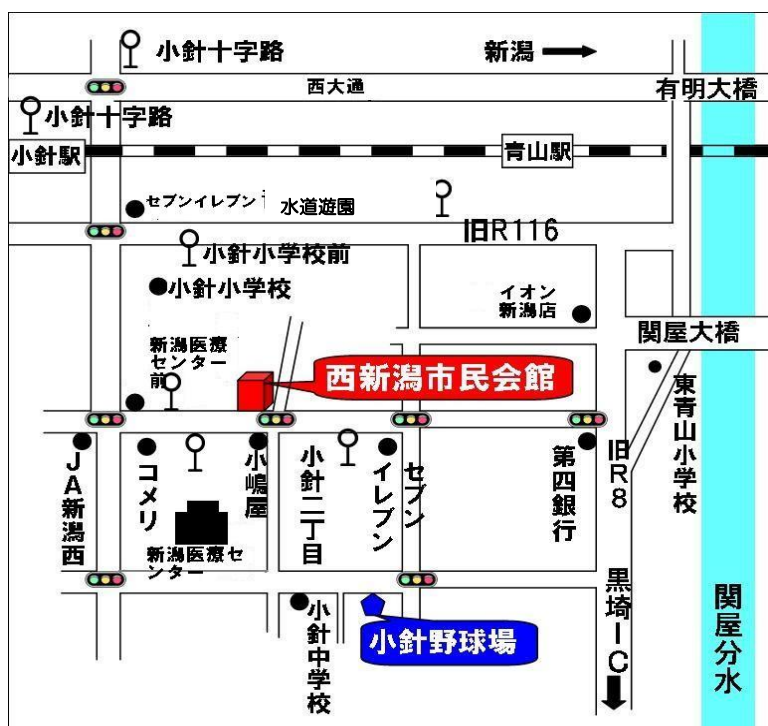 小針十字路
新潟
西大通
有明大橋
小針十字路
小針駅
青山駅
セブンイレブン
水道遊園
旧R116
小針小学校前
小針小学校
イオン
新潟店
関屋大橋
新潟医療
センター
前
西新潟市民会館
東青山小学校
JA新潟西
コメリ
小嶋屋
小針二丁目
セブン
イレブン
第四銀行
旧R8
新潟医療セ
ンター
黒埼IC
小針中学校
小針野球場
関屋分水